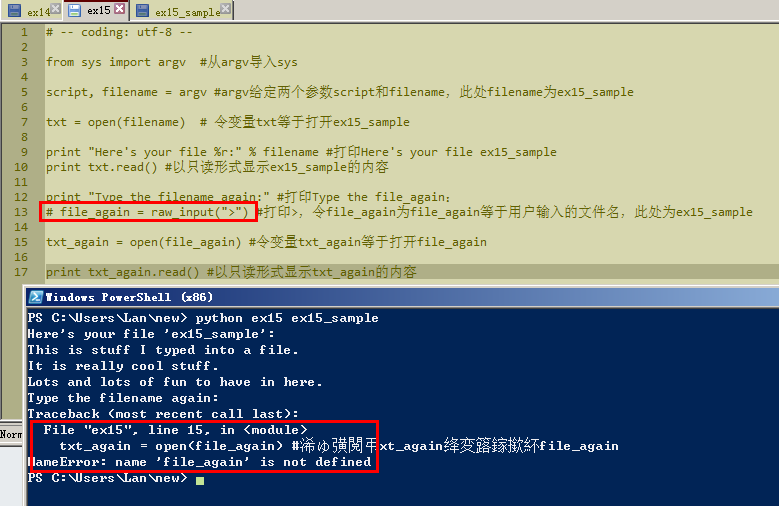 ex14 ex15 ex15_sample
1 # -- coding: utf-8 --
2
3 from sys import argv #从argv导入sys
4
5 script, filename = argv #argv给定两个参数script和filename，此处filename为ex15_sample
6
7 txt = open(filename) # 令变量txt等于打开ex15_sample
8
9 print "Here's your file %r:" % filename #打印Here's your file ex15_sample
10 print txt.read() #以只读形式显示ex15_sample的内容
11
12 print "Type the filename again:" #打印Type the file_again；
13 # file_again = raw_input(">") #打印>，令file_again为file_again等于用户输入的文件名，此处为ex15_sample
14
15 txt_again = open(file_again) #令变量txt_again等于打开file_again
16
17 print txt_again.read() #以只读形式显示txt_again的内容
Windows PowerShell (x86)
PS C:\Users\Lan\new> python ex15 ex15_sample
Here's your file 'ex15_sample':
This is stuff I typed into a file.
It is really cool stuff.
Lots and lots of fun to have in here.
Type the filename again:
Traceback (most recent call last):
File "ex15", line 15, in <module>
txt_again = open(file_again) #浠ゅ彉閲弔xt_again绛変簬鎵撳紑file_again
NameError: name 'file_again' is not defined
PS C:\Users\Lan\new>
Norm